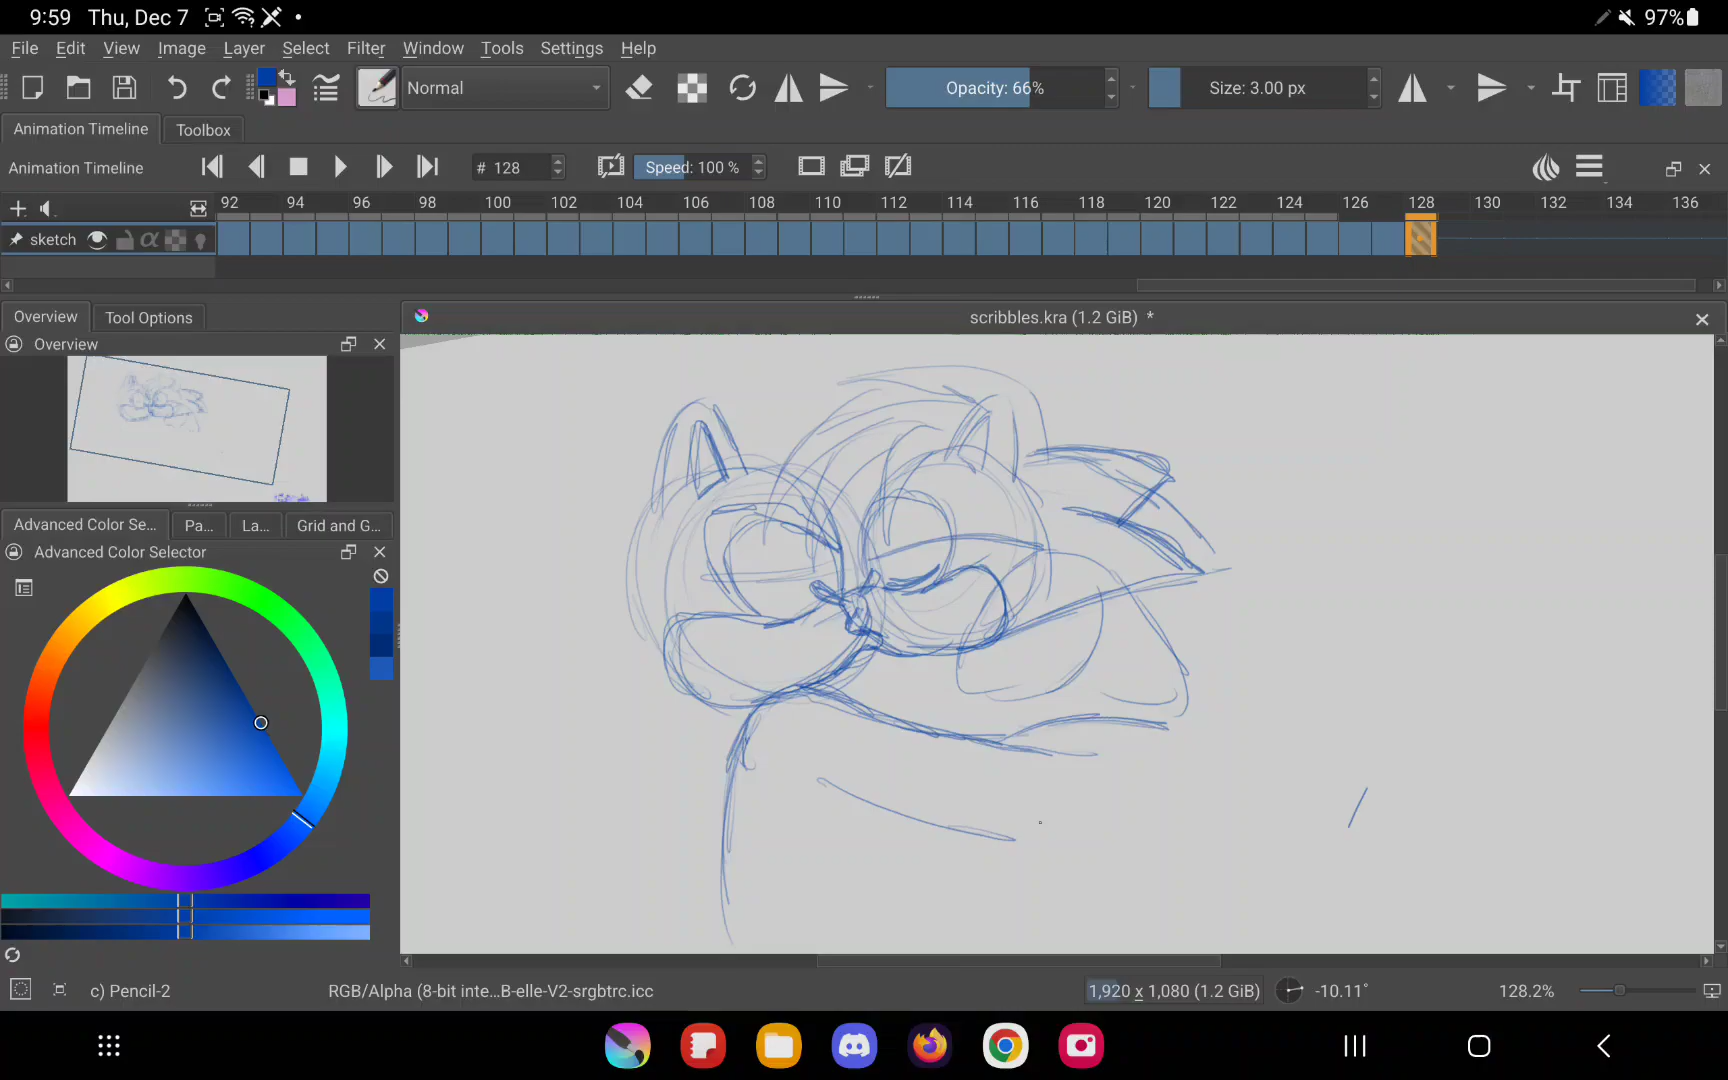 9:59 Thu, Dec 7 97%
File Edit View Image Layer Select Filter Window Tools Settings Help
Normal Opacity: 66% Size: 3.00 px
Animation Timeline Toolbox
Animation Timeline # 128 Speed: 100 %
92 94 96 98 100 102 104 106 108 110 112 114 116 118 120 122 124 126 128 130 132 134 136
sketch
Overview Tool Options scribbles.kra (1.2 GiB) *
Overview
Advanced Color Se... Pa... La... Grid and G...
Advanced Color Selector
c) Pencil-2 RGB/Alpha (8-bit inte...B-elle-V2-srgbtrc.icc 1,920 x 1,080 (1.2 GiB) -10.11° 128.2%